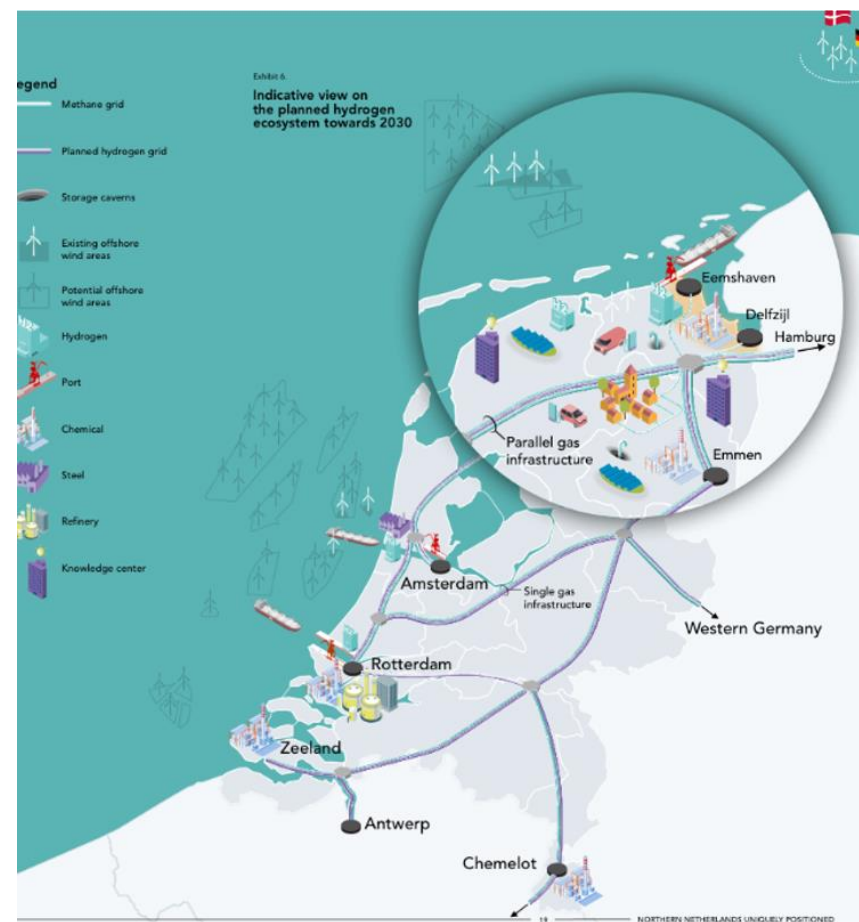 egend
Methane grid
Planned hydrogen grid
Storage caverns
Existing offshore
wind areas
Potential offshore
wind areas
Hydrogen
Port
Chemical
Steel
Refinery
Knowledge center
Exhibit 6.
Indicative view on
the planned hydrogen
ecosystem towards 2030
Eemshaven
Delfzijl
Hamburg
Parallel gas
infrastructure
Emmen
Amsterdam
Single gas
infrastructure
Western Germany
Rotterdam
Zeeland
Antwerp
Chemelot
18
NORTHERN NETHERLANDS UNIQUELY POSITIONED